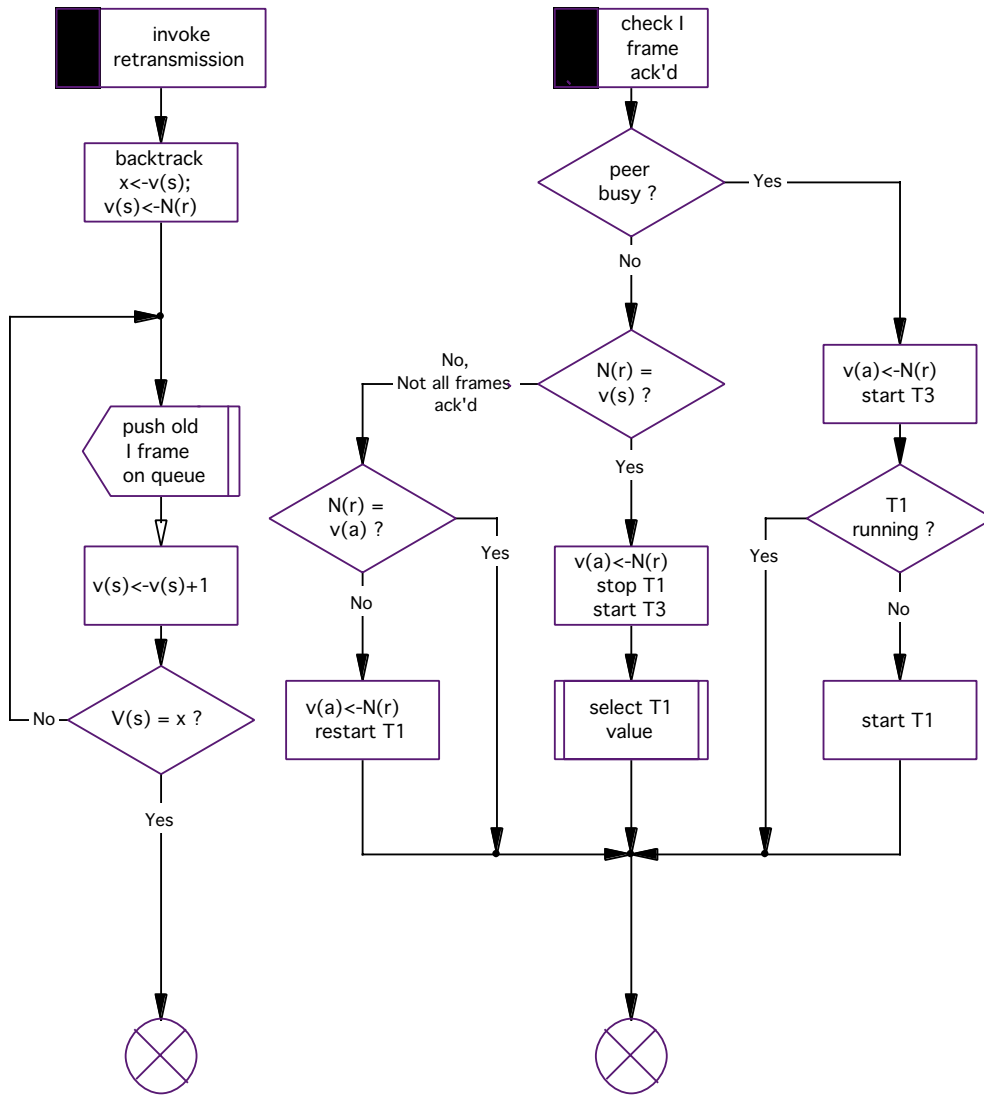 invoke
retransmission
backtrack
x<-v(s);
v(s)<-N(r)
push old
I frame
on queue
v(s)<-v(s)+1
V(s) = x ?
No
Yes
check I
frame
ack'd
peer
busy ?
Yes
No
N(r) =
v(s) ?
No,
Not all frames
ack'd
Yes
v(a)<-N(r)
start T3
N(r) =
v(a) ?
Yes
No
v(a)<-N(r)
stop T1
start T3
T1
running ?
Yes
No
v(a)<-N(r)
restart T1
select T1
value
start T1